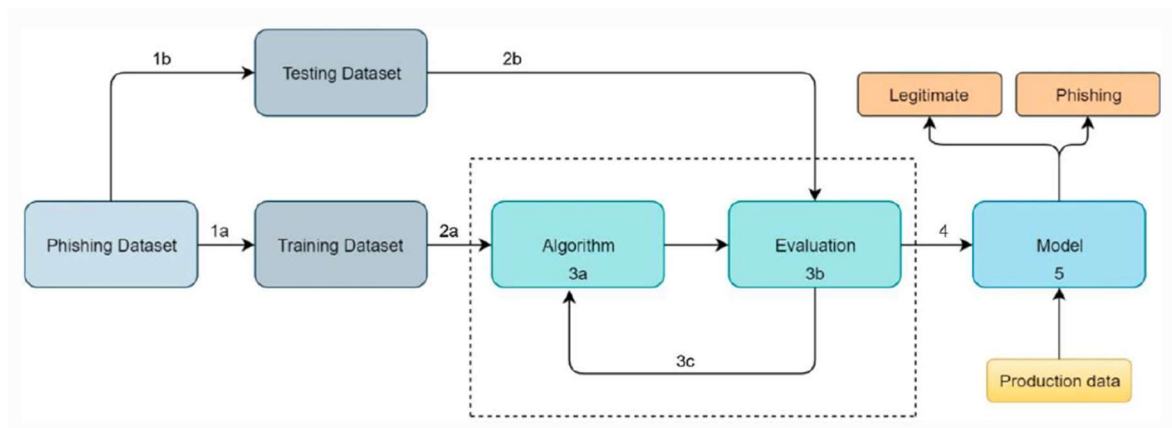 1b
Testing Dataset
2b
Legitimate
Phishing
Phishing Dataset
1a
Training Dataset
2a
Algorithm
3a
Evaluation
3b
4
Model
5
3c
Production data